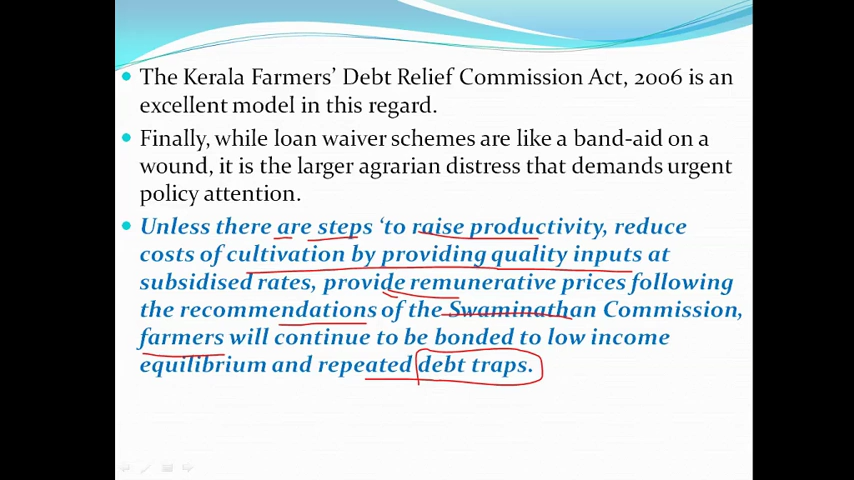 The Kerala Farmers’ Debt Relief Commission Act, 2006 is an
excellent model in this regard.
Finally, while loan waiver schemes are like a band-aid on a
wound, it is the larger agrarian distress that demands urgent
policy attention.
Unless there are steps ‘to raise productivity, reduce
costs of cultivation by providing quality inputs at
subsidised rates, provide remunerative prices following
the recommendations of the Swaminathan Commission,
farmers will continue to be bonded to low income
equilibrium and repeated debt traps.